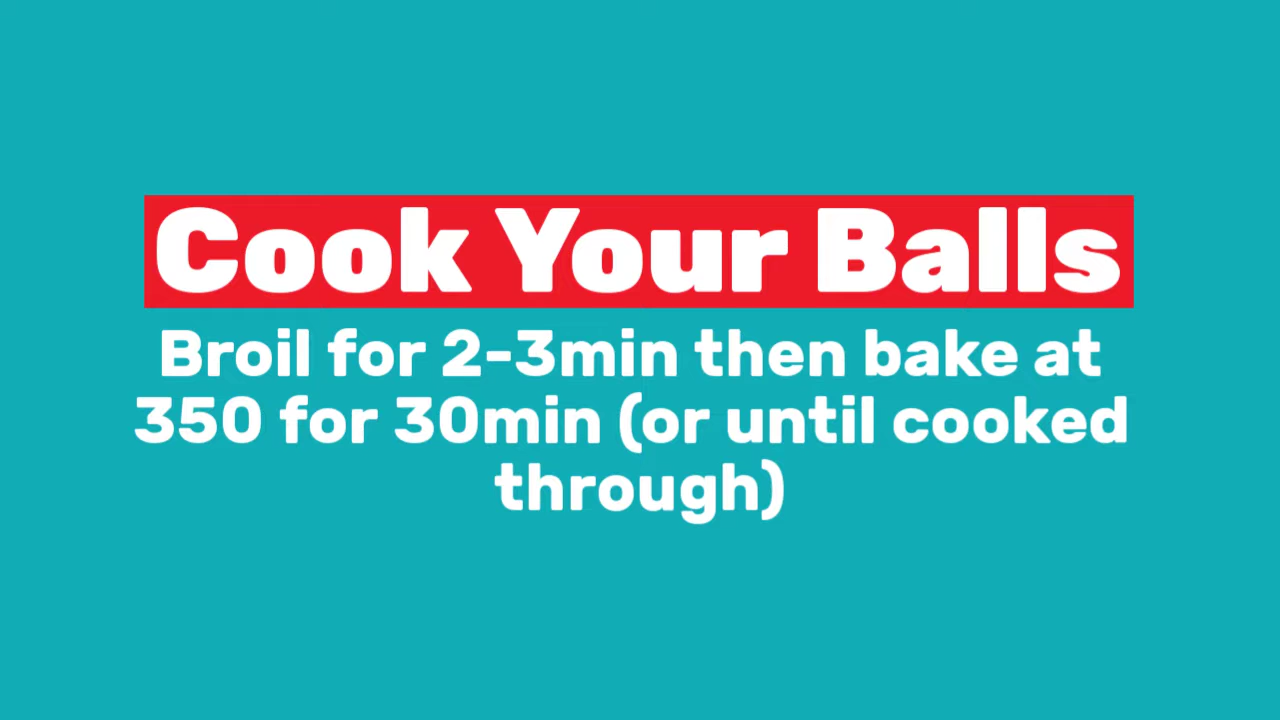 Cook Your Balls
Broil for 2-3min then bake at
350 for 30min (or until cooked
through)